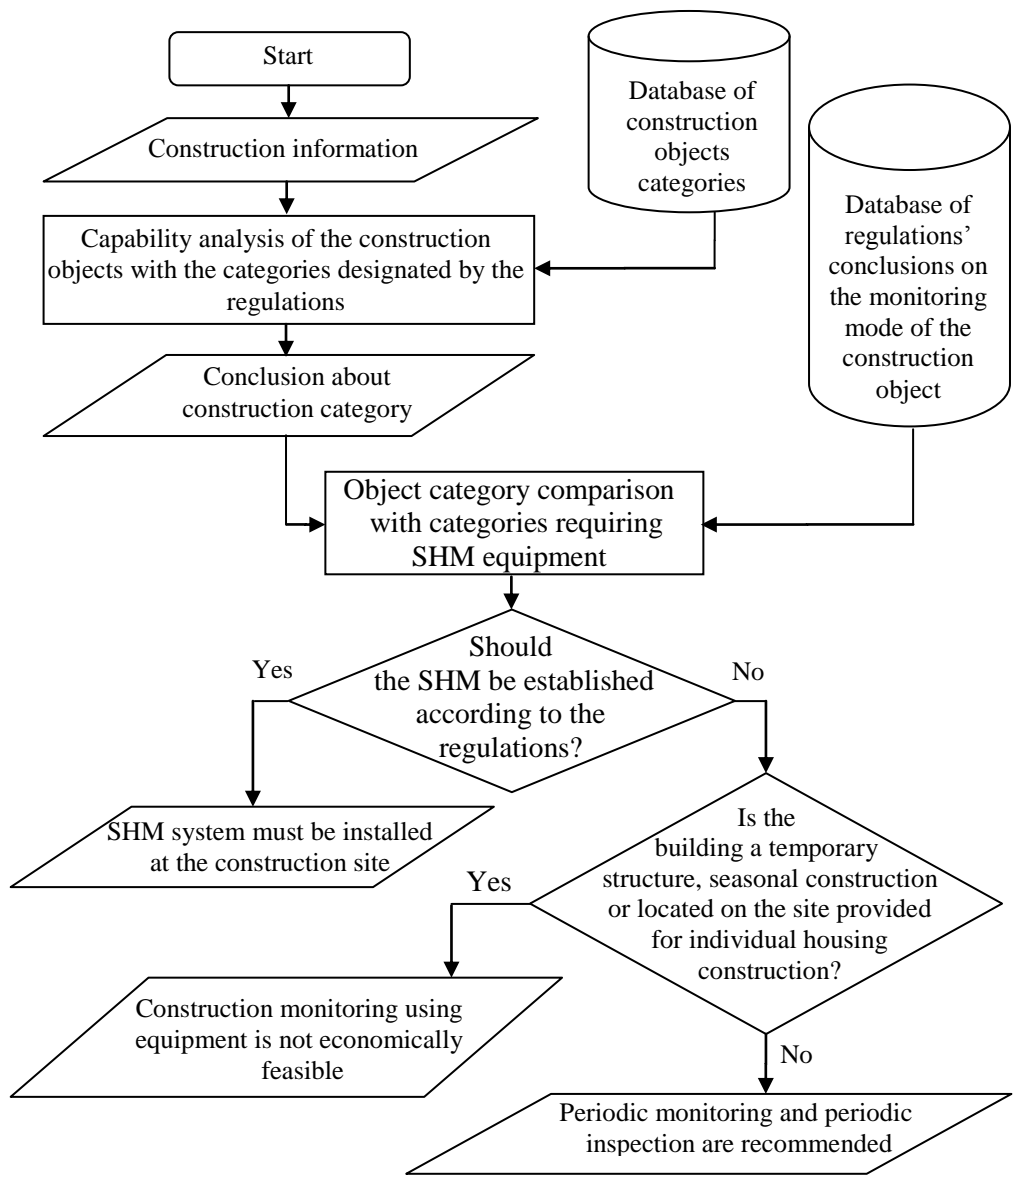 Start
Construction information
Database of
construction
objects
categories
Database of
regulations’
conclusions on
the monitoring
mode of the
construction
object
Capability analysis of the construction
objects with the categories designated by the
regulations
Conclusion about
construction category
Object category comparison
with categories requiring
SHM equipment
Should
the SHM be established
according to the
regulations?
Yes
No
SHM system must be installed
at the construction site
Is the
building a temporary
structure, seasonal construction
or located on the site provided
for individual housing
construction?
Yes
No
Construction monitoring using
equipment is not economically
feasible
Periodic monitoring and periodic
inspection are recommended